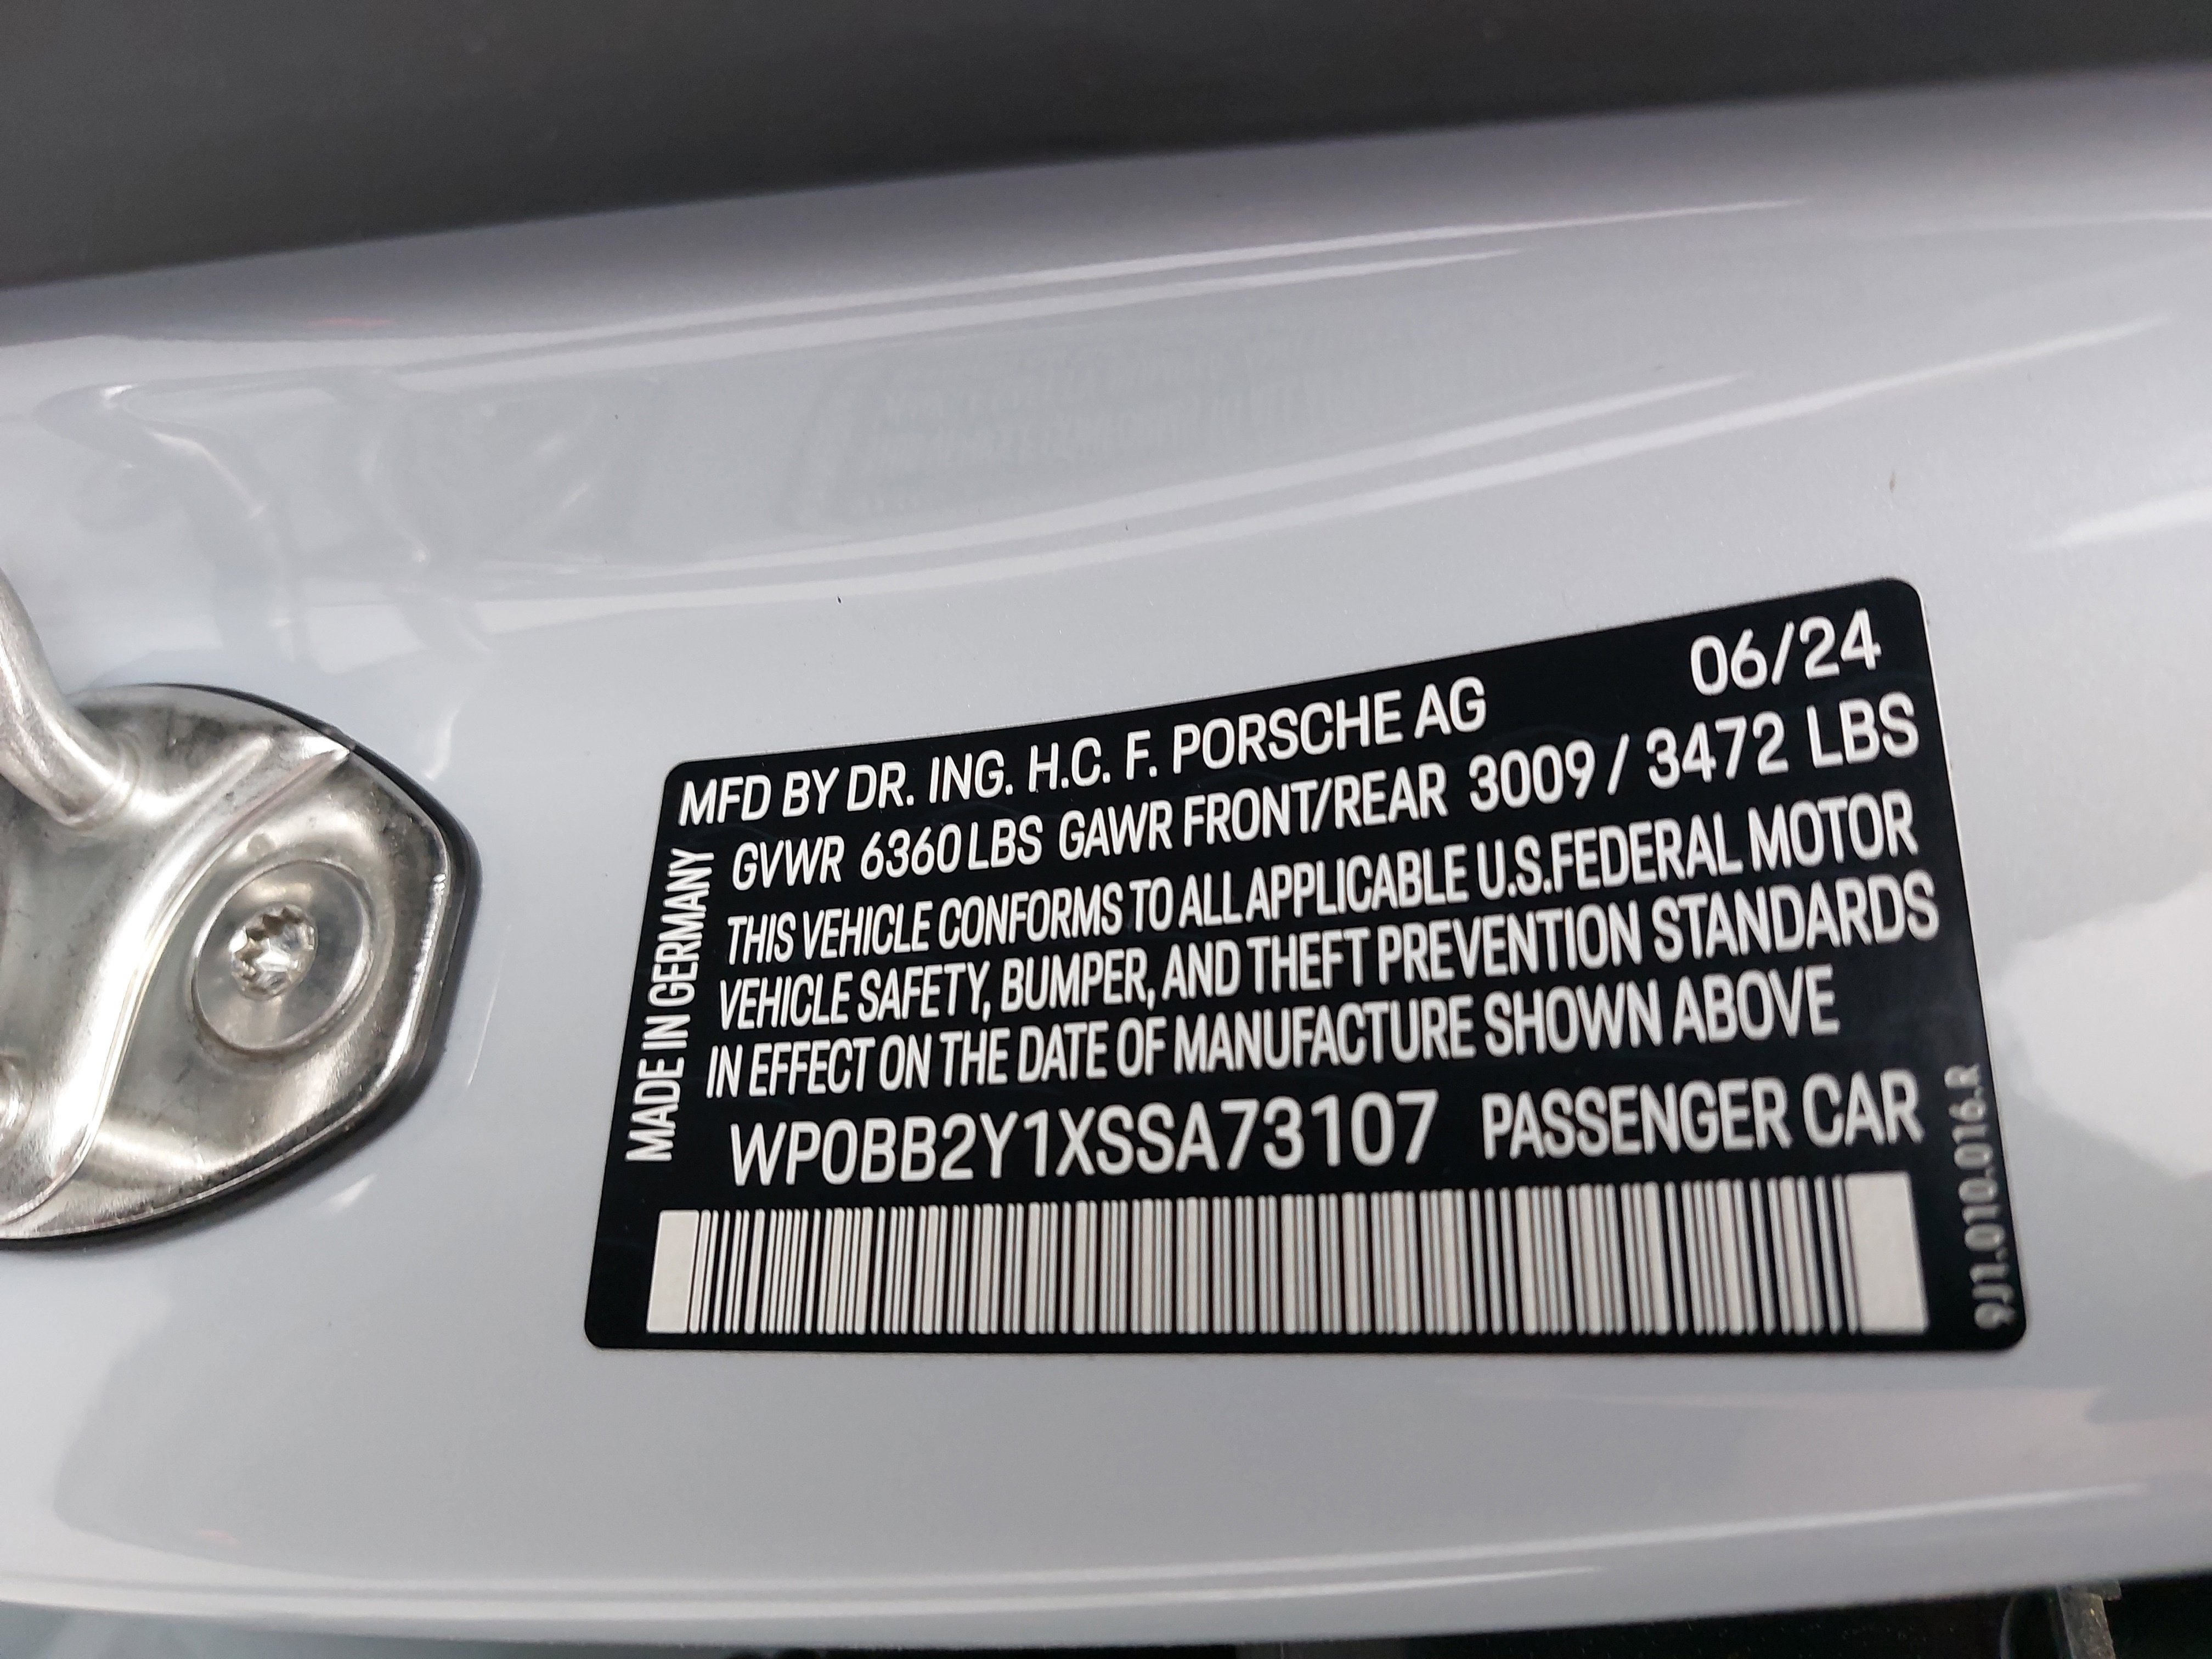 MFD BY DR. ING. H.C. F. PORSCHE AG 06/24
GVWR 6360 LBS GAWR FRONT/REAR 3009 / 3472 LBS
THIS VEHICLE CONFORMS TO ALL APPLICABLE U.S.FEDERAL MOTOR
VEHICLE SAFETY, BUMPER, AND THEFT PREVENTION STANDARDS
IN EFFECT ON THE DATE OF MANUFACTURE SHOWN ABOVE
WP0BB2Y1XSSA73107 PASSENGER CAR
MADE IN GERMANY
9J1.010.016.R